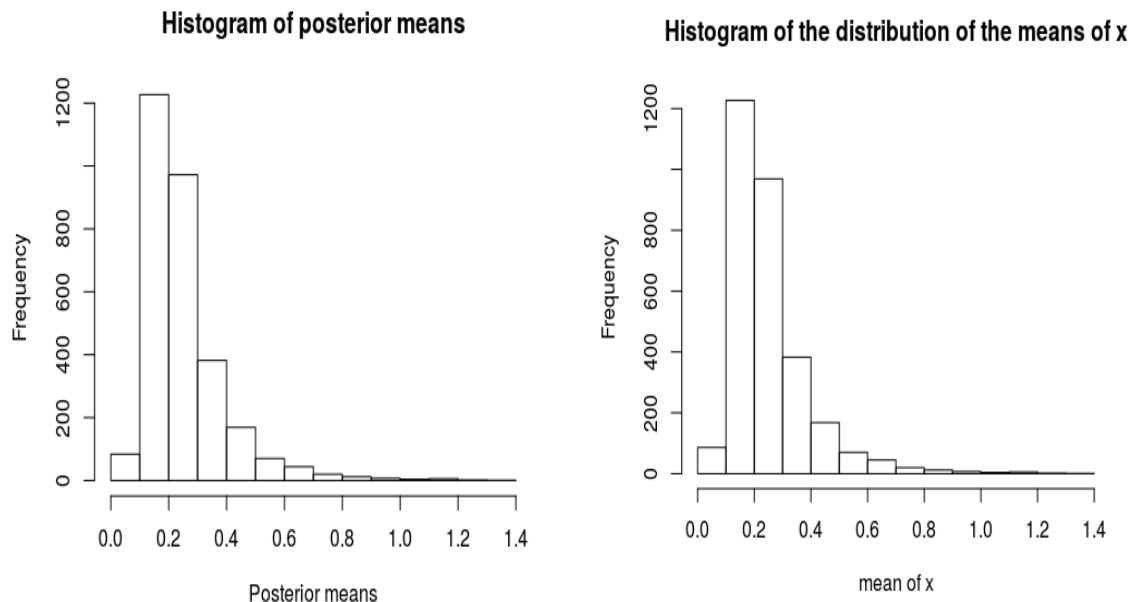 Histogram of posterior means
Frequency
0 200 400 600 800 1200
0.0 0.2 0.4 0.6 0.8 1.0 1.2 1.4
Posterior means
Histogram of the distribution of the means of x
Frequency
0 200 400 600 800 1200
0.0 0.2 0.4 0.6 0.8 1.0 1.2 1.4
mean of x